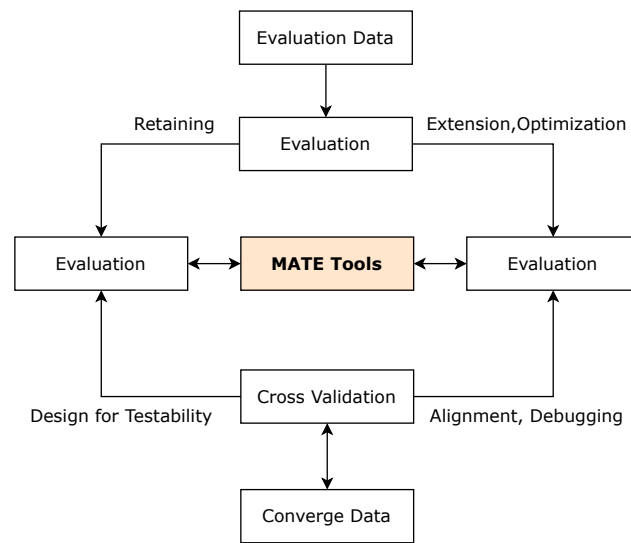 Evaluation Data
Retaining
Extension,Optimization
Evaluation
Evaluation
MATE Tools
Evaluation
Cross Validation
Design for Testability
Alignment, Debugging
Converge Data